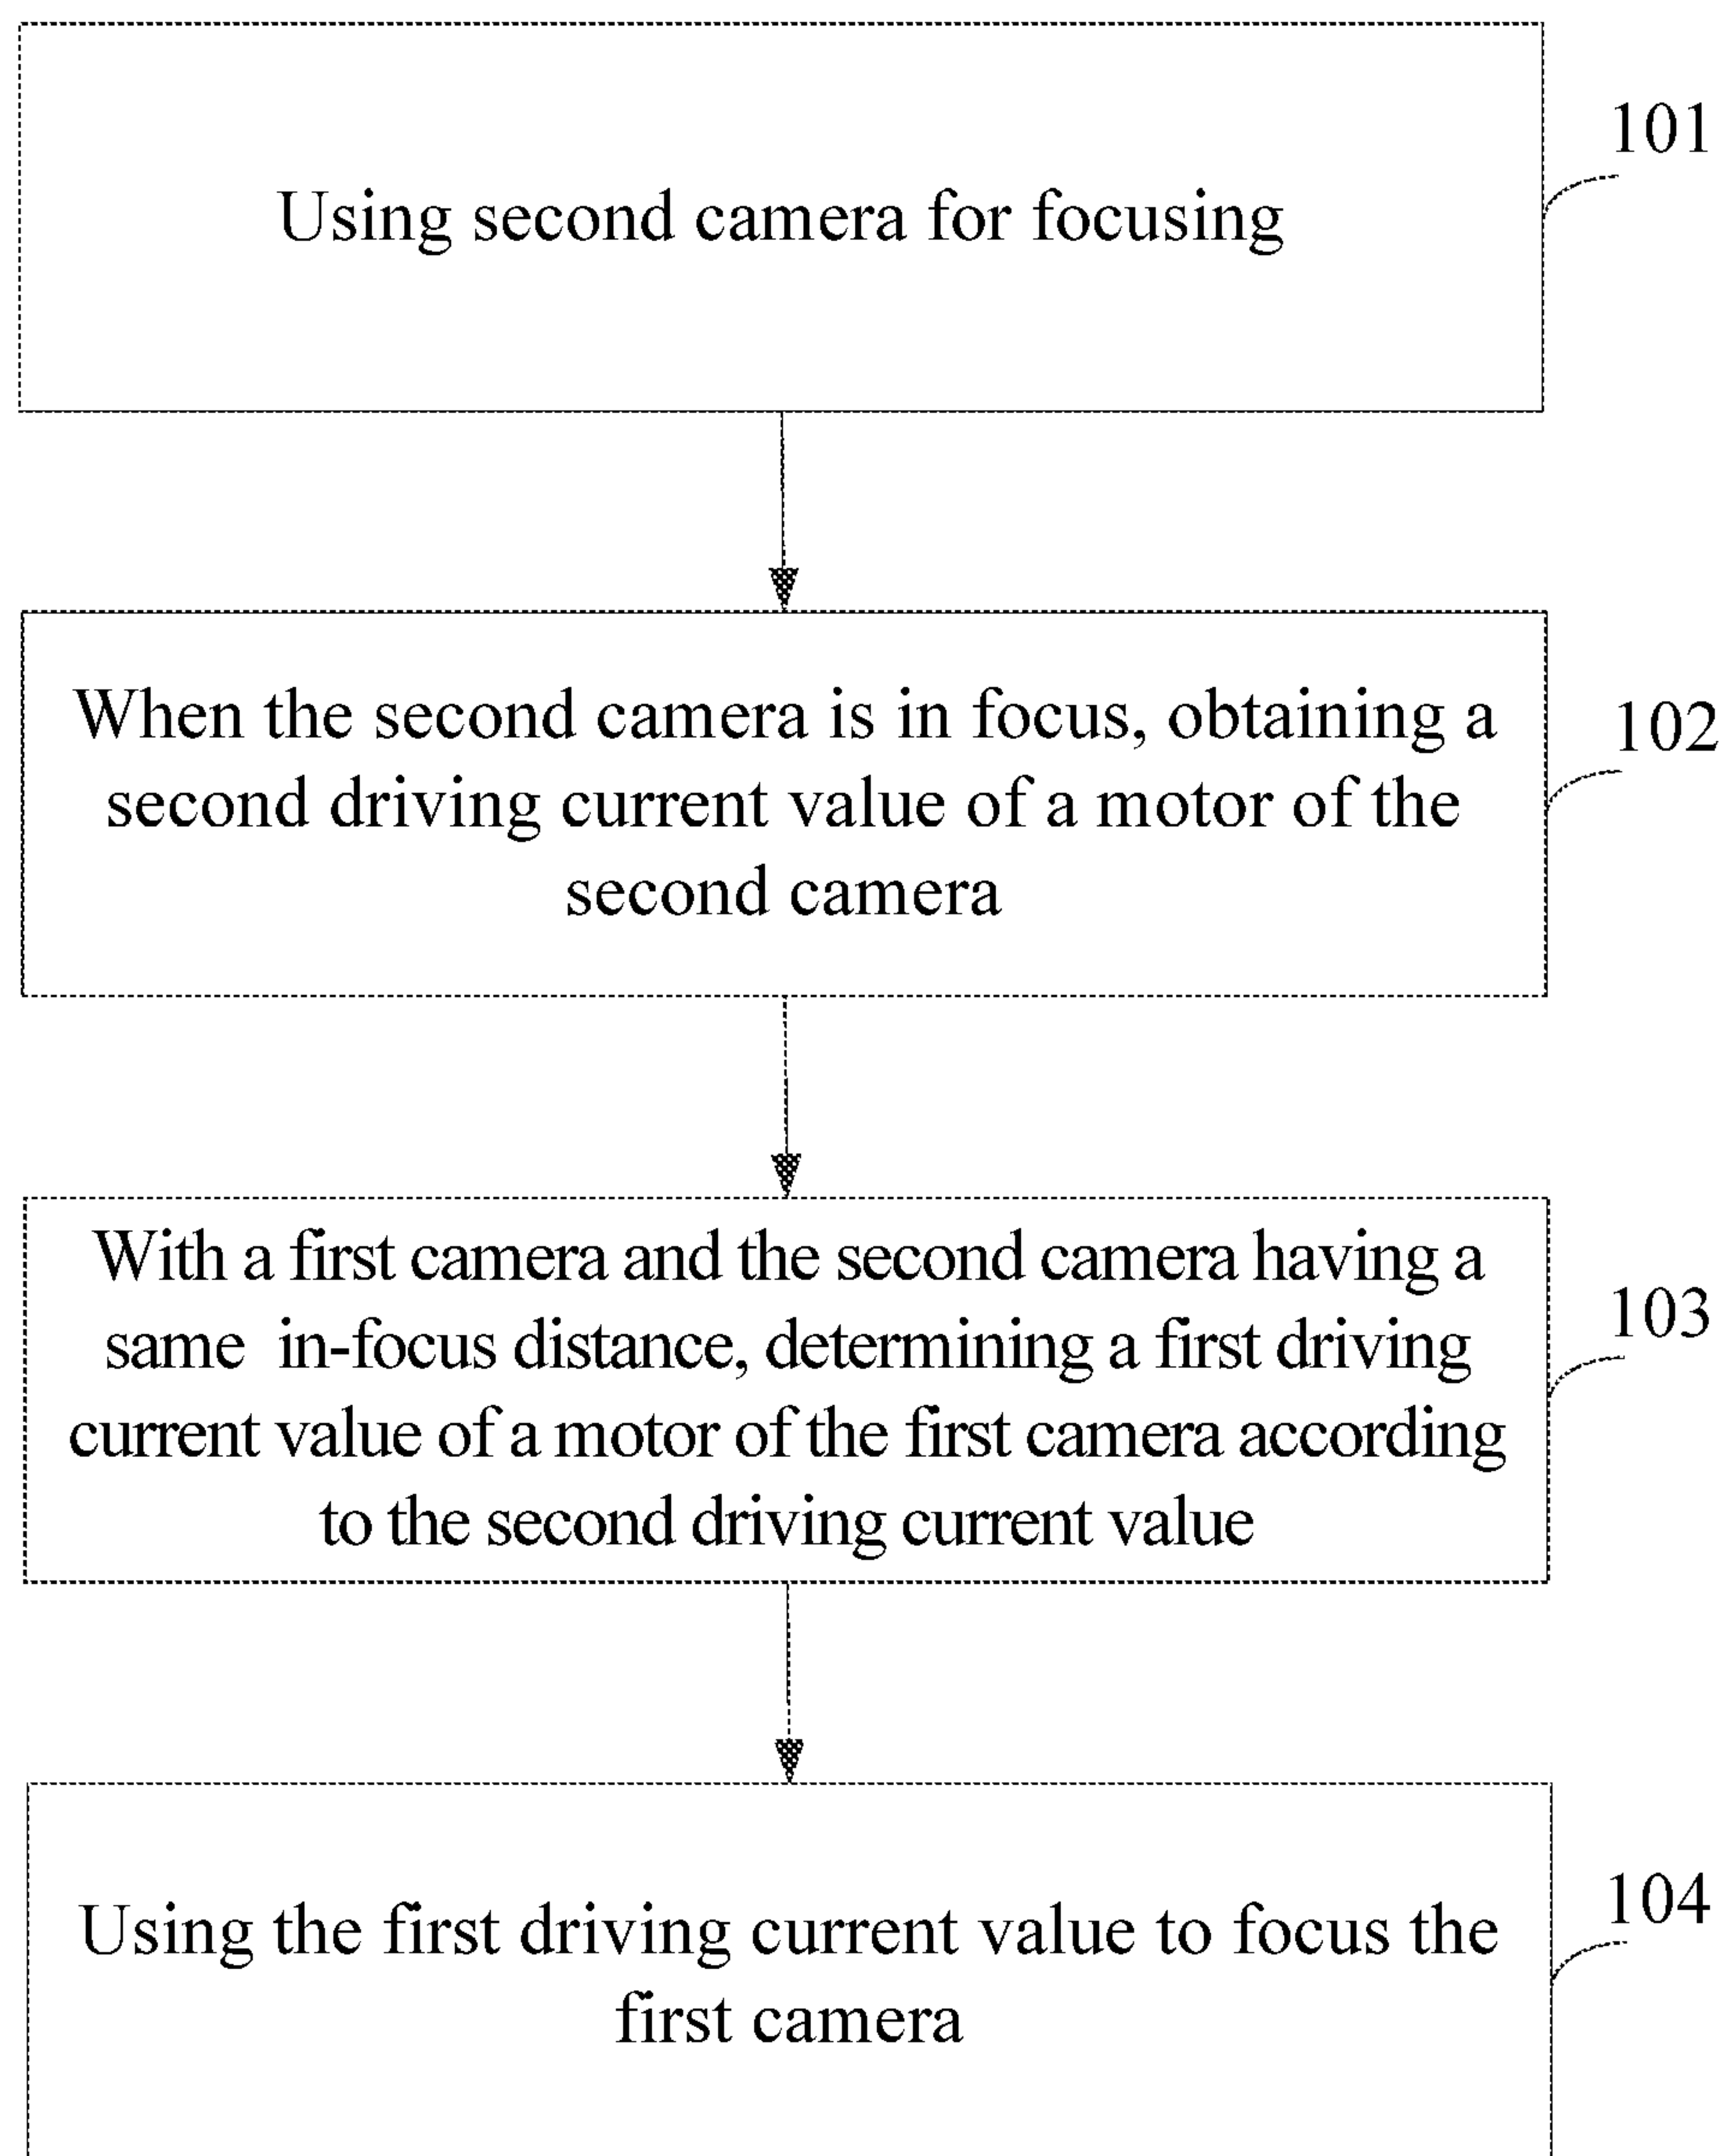 101
Using second camera for focusing
When the second camera is in focus, obtaining a
102
second driving current value of a motor of the
second camera
With a first camera and the second camera having a
103
same in-focus distance, determining a first driving
current value of a motor of the first camera according
to the second driving current value
104
Using the first driving current value to focus the
first camera